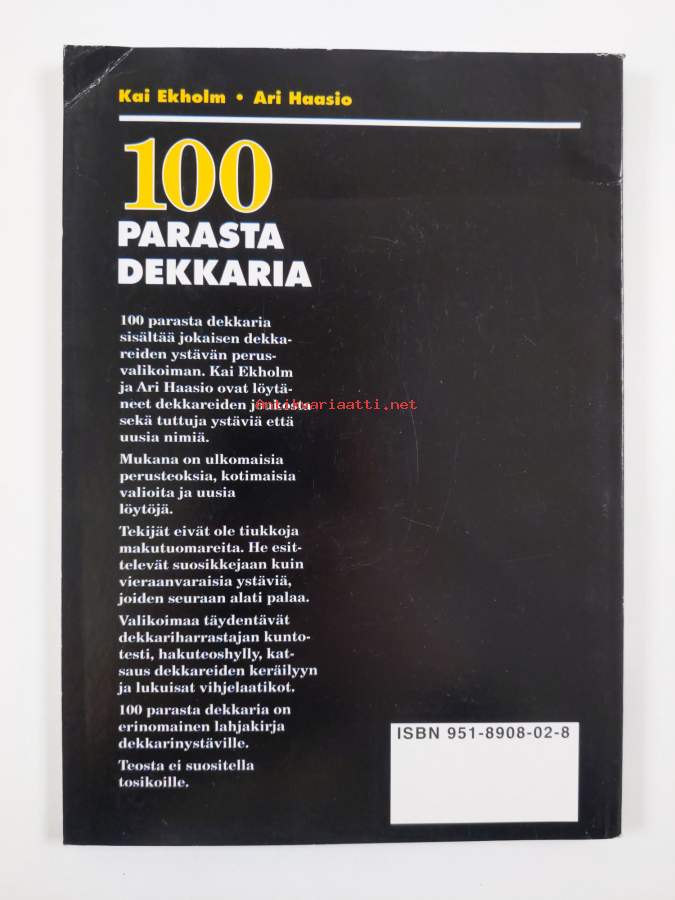 Kai Ekholm • Ari Haasio
100
PARASTA
DEKKARIA
100 parasta dekkaria
sisältää jokaisen dekka-
reiden ystävän perus-
valikoiman. Kai Ekholm
ja Ari Haasio ovat löytä-
neet dekkareiden joukosta
antikvariaatti.net
sekä tuttuja ystäviä että
uusia nimiä.
Mukana on ulkomaisia
perusteoksia, kotimaisia
valioita ja uusia
löytöjä.
Tekijät eivät ole tiukkoja
makutuomareita. He esit-
televät suosikkejaan kuin
vieraanvaraisia ystäviä,
joiden seuraan alati palaa.
Valikoimaa täydentävät
dekkariharrastajan kunto-
testi, hakuteoshylly, kat-
saus dekkareiden keräilyyn
ja lukuisat vihjelaatikot.
100 parasta dekkaria on
erinomainen lahjakirja
dekkarinystäville.
Teosta ei suositella
tosikoille.
ISBN 951-8908-02-8